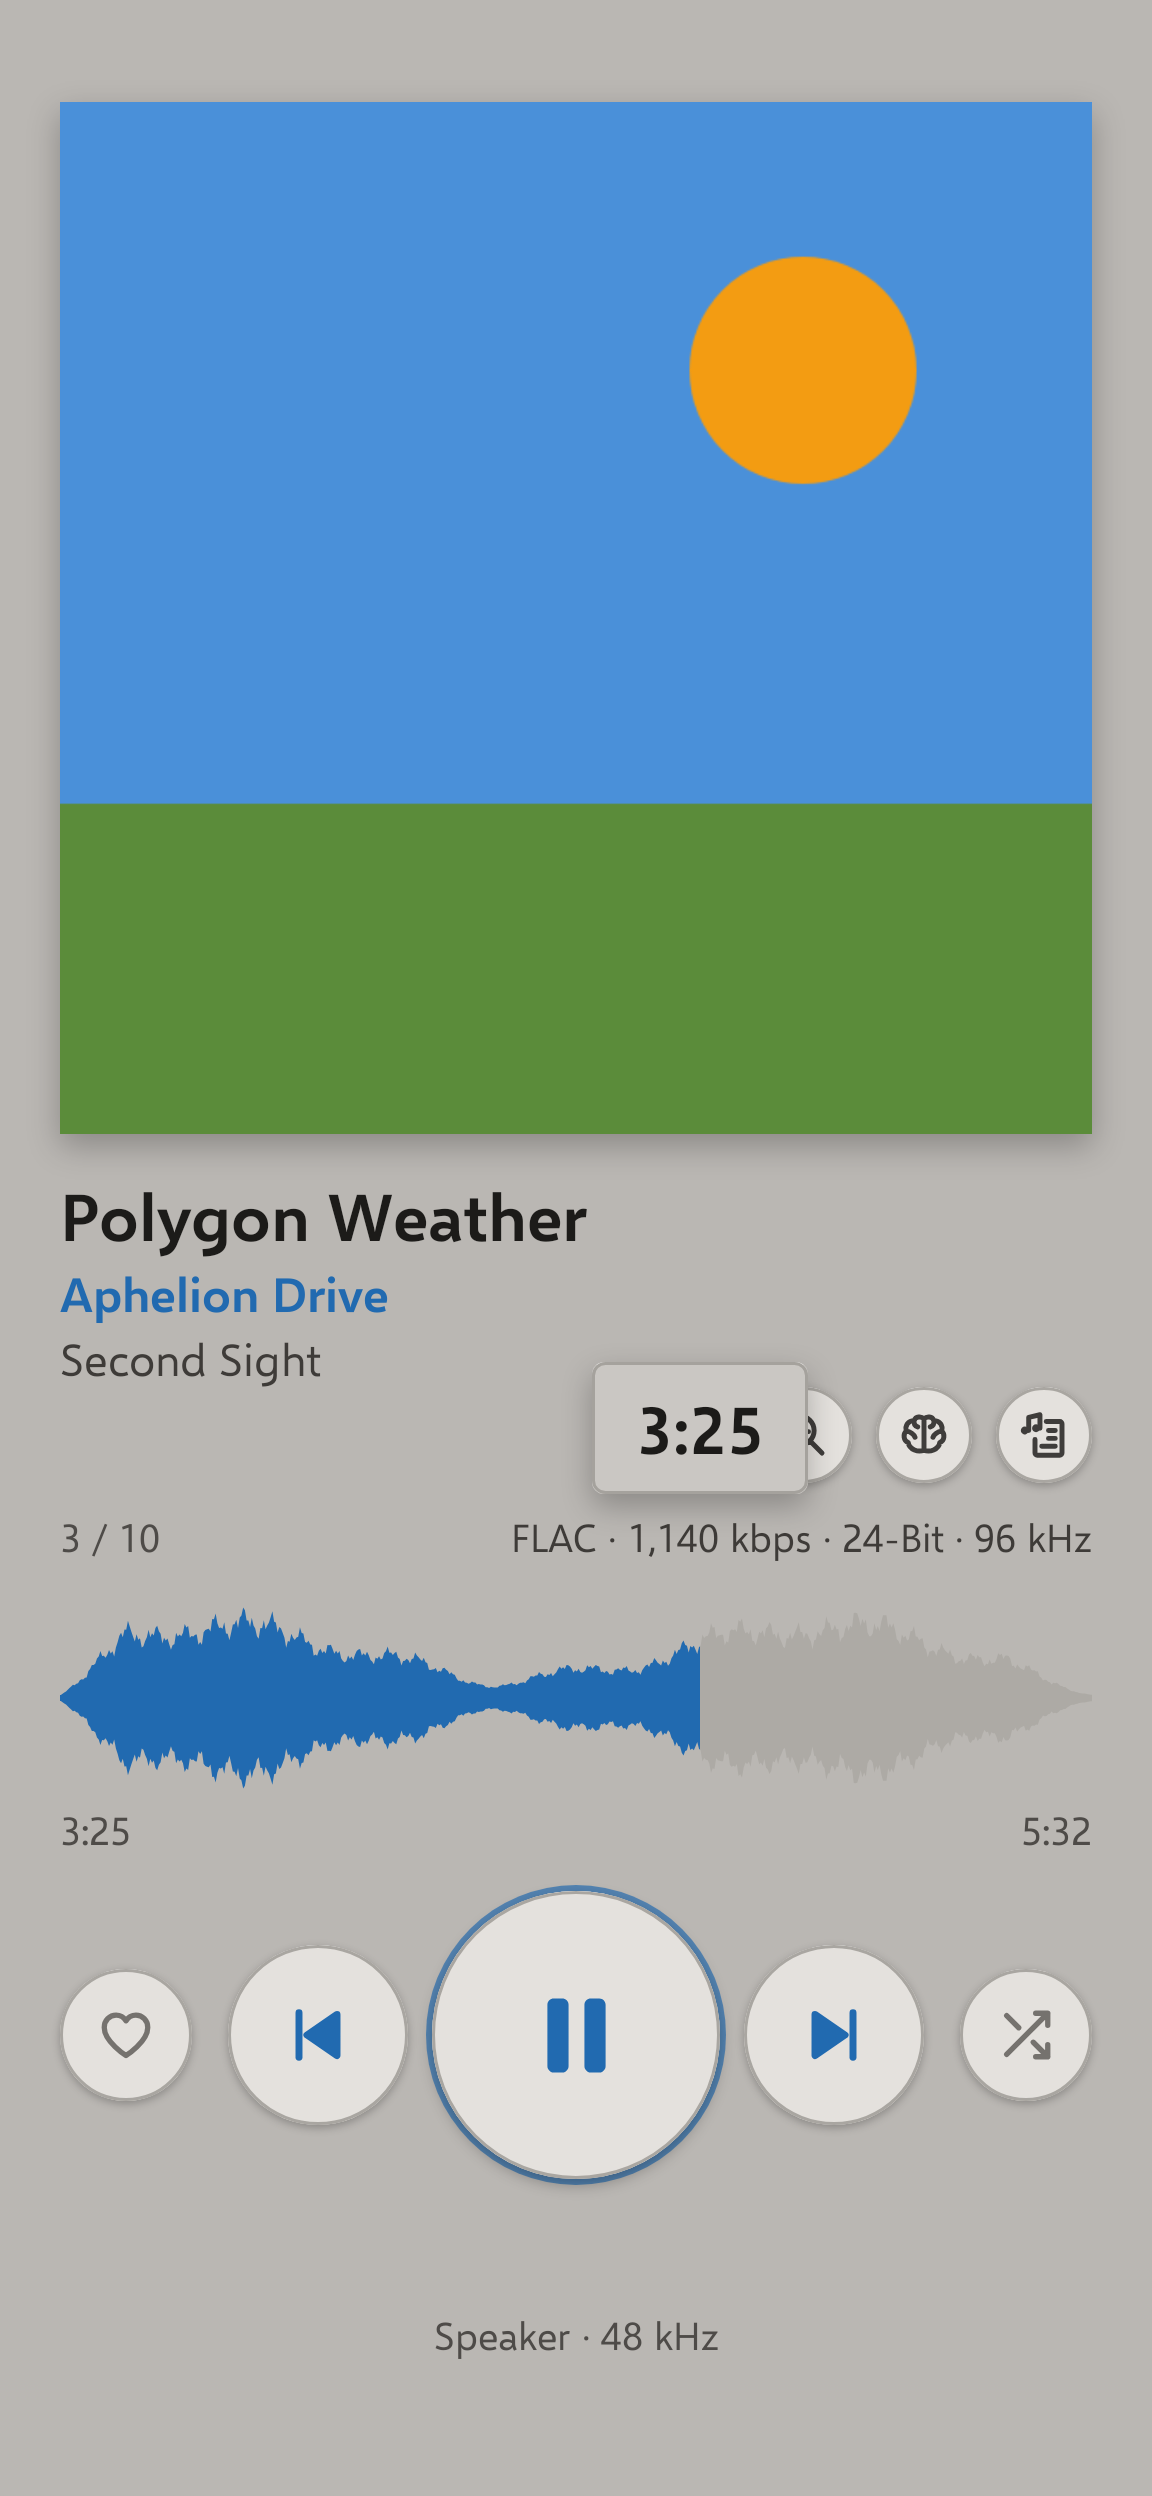 Polygon Weather
Aphelion Drive
Second Sight
3:25
3 / 10
FLAC · 1,140 kbps · 24-Bit · 96 kHz
3:25
5:32
Speaker · 48 kHz